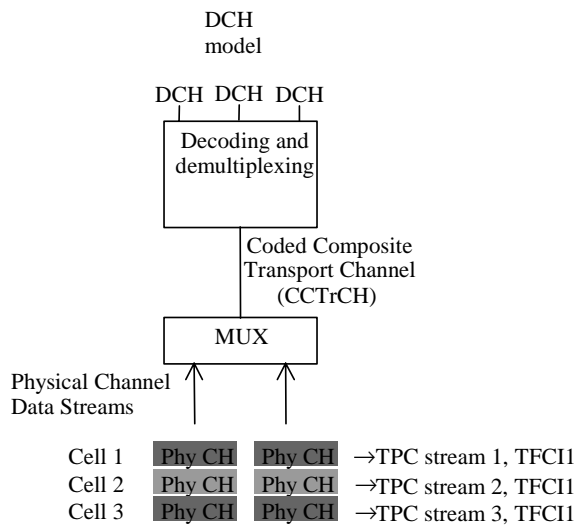 DCH
model
DCH DCH DCH
Decoding and
demultiplexing
Coded Composite
Transport Channel
(CCTrCH)
MUX
Physical Channel
Data Streams
Cell 1 Phy CH Phy CH →TPC stream 1, TFCI1
Cell 2 Phy CH Phy CH →TPC stream 2, TFCI1
Cell 3 Phy CH Phy CH →TPC stream 3, TFCI1